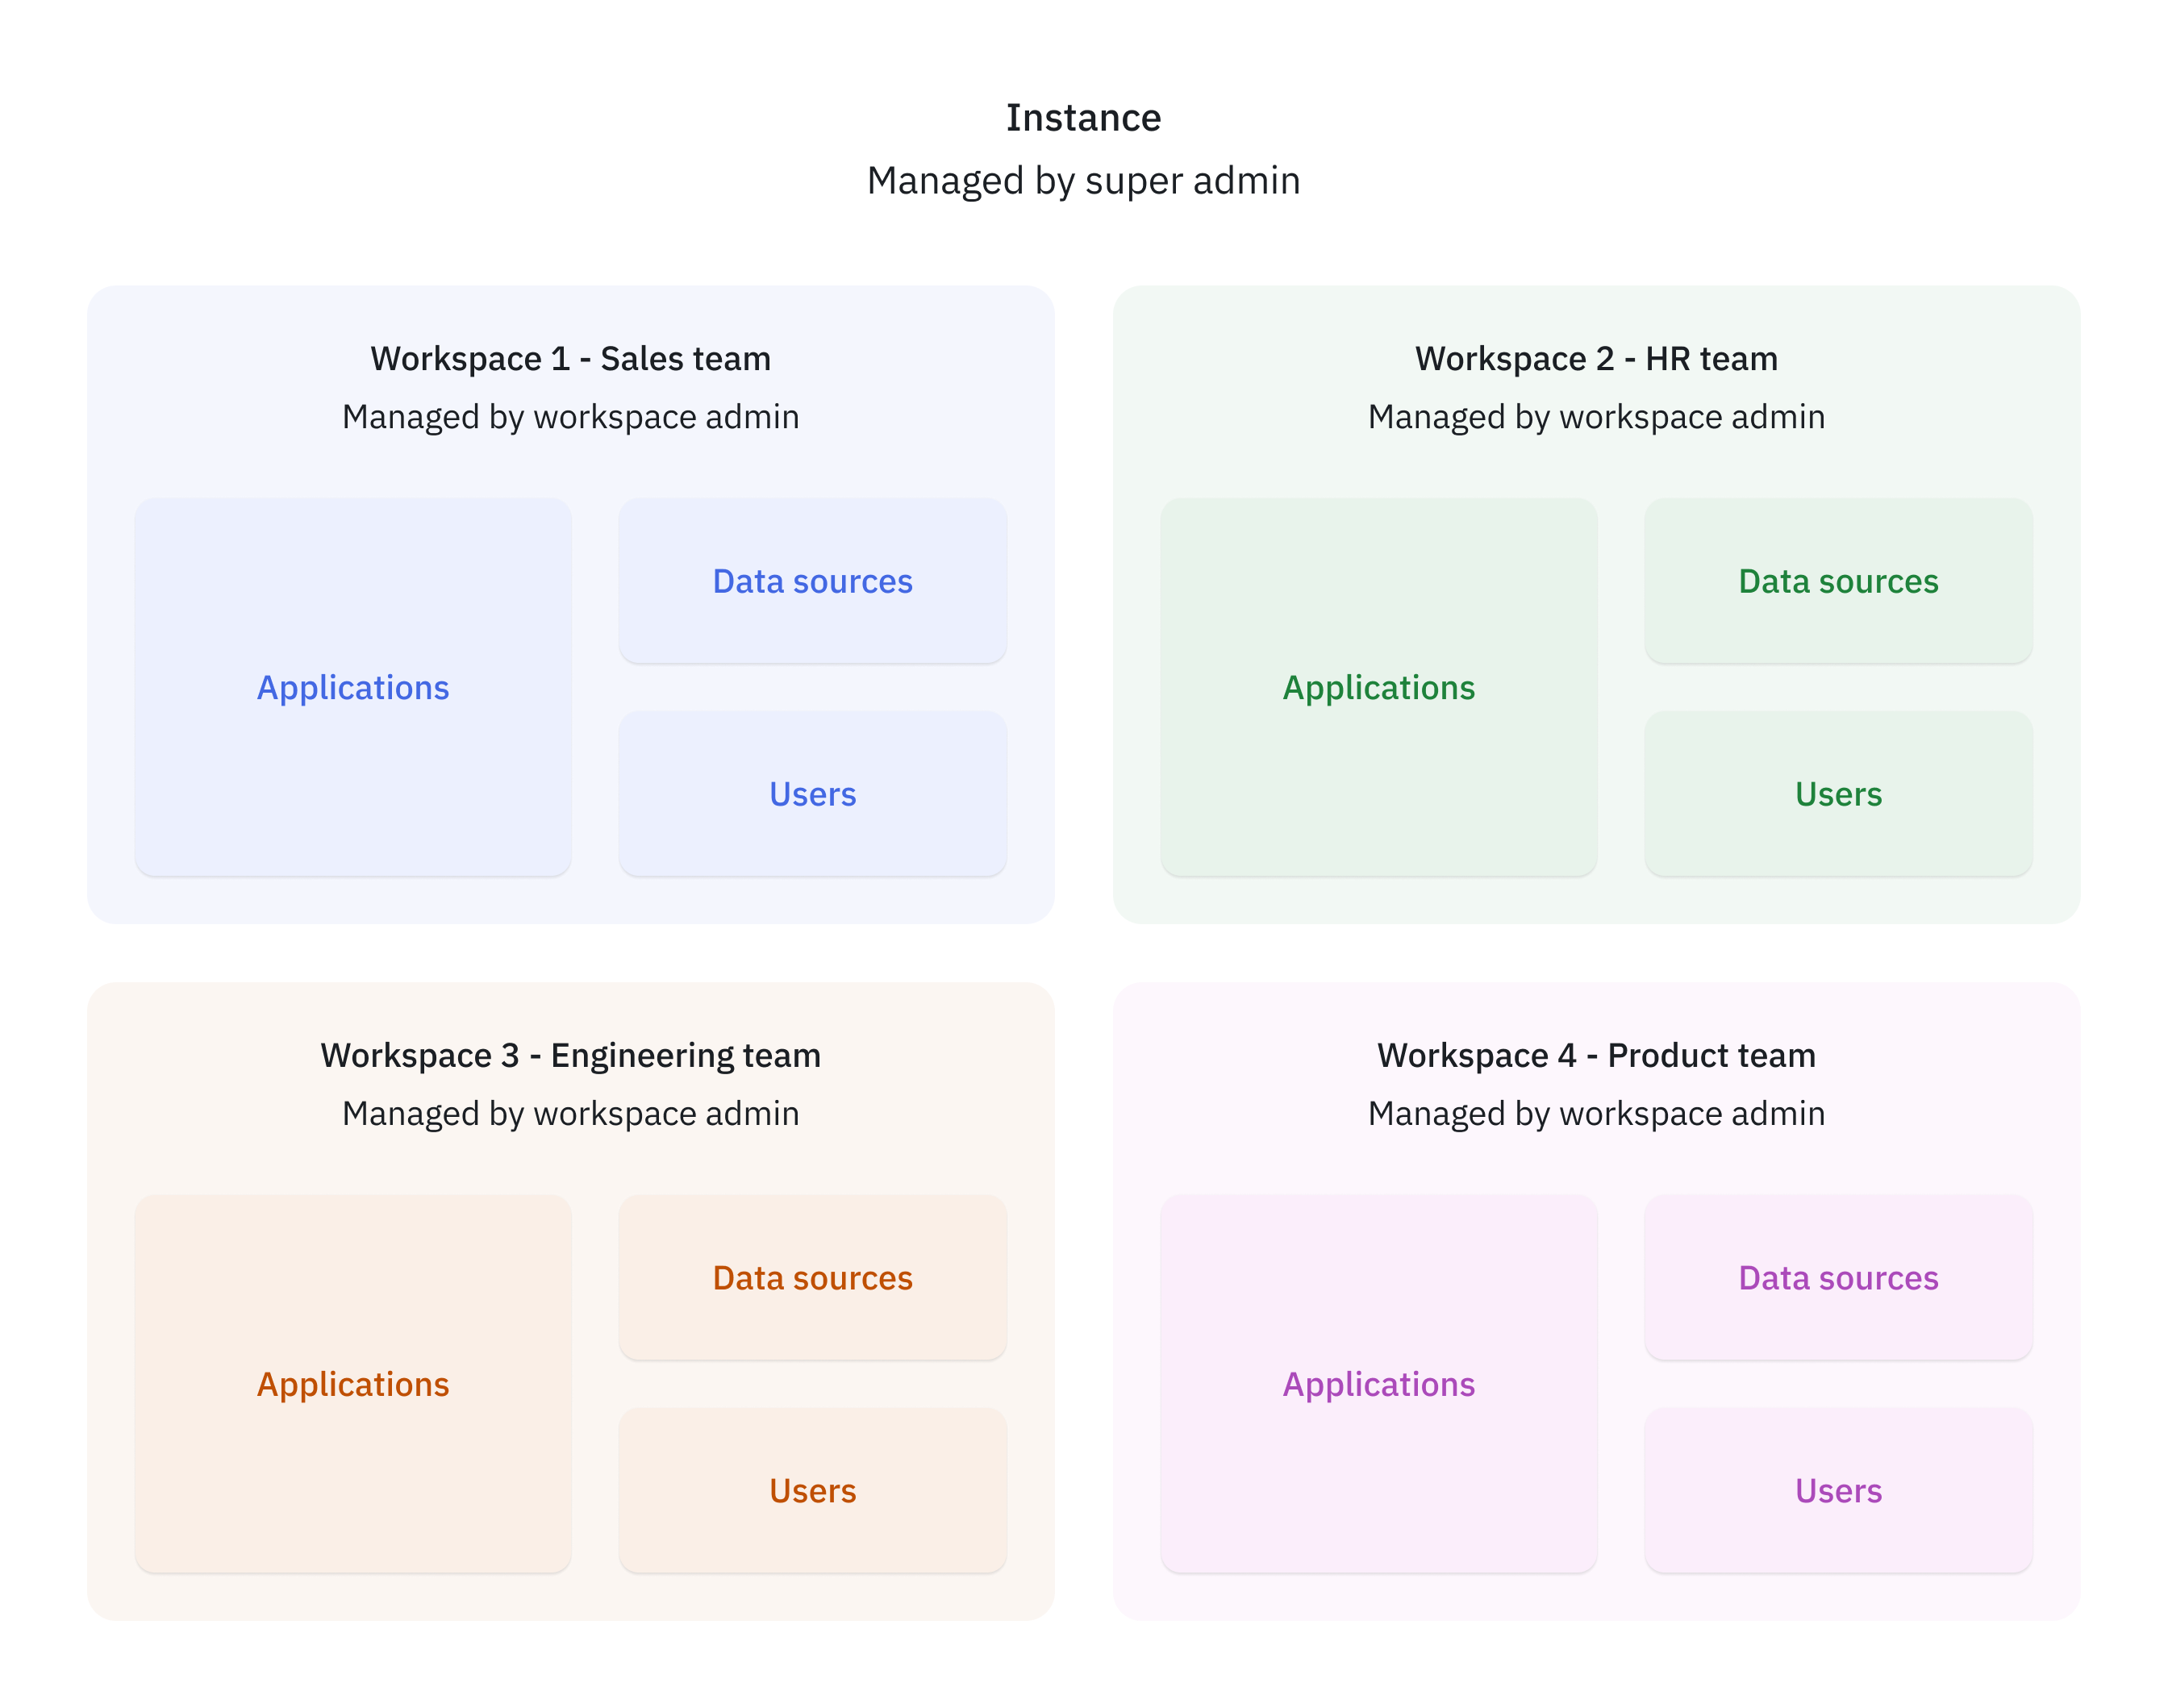 Instance
Managed by super admin
Workspace 1 - Sales team
Managed by workspace admin
Applications
Data sources
Users
Workspace 2 - HR team
Managed by workspace admin
Applications
Data sources
Users
Workspace 3 - Engineering team
Managed by workspace admin
Applications
Data sources
Users
Workspace 4 - Product team
Managed by workspace admin
Applications
Data sources
Users